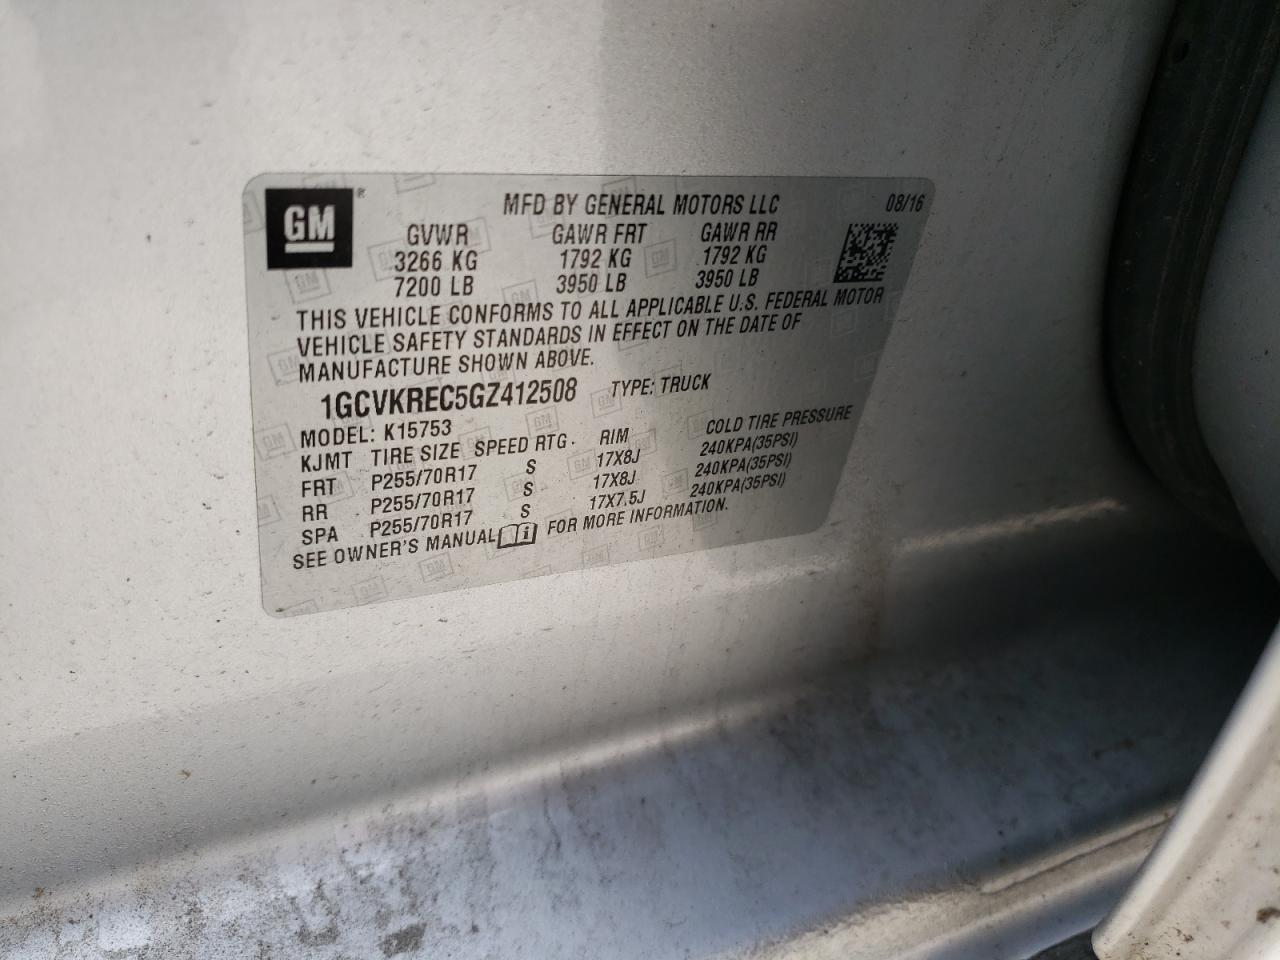 GM ®
MFD BY GENERAL MOTORS LLC 08/16
GVWR GAWR FRT GAWR RR
3266 KG 1792 KG 1792 KG
7200 LB 3950 LB 3950 LB
THIS VEHICLE CONFORMS TO ALL APPLICABLE U.S. FEDERAL MOTOR
VEHICLE SAFETY STANDARDS IN EFFECT ON THE DATE OF
MANUFACTURE SHOWN ABOVE.
1GCVKREC5GZ412508 TYPE: TRUCK
MODEL: K15753
KJMT TIRE SIZE SPEED RTG RIM COLD TIRE PRESSURE
FRT P255/70R17 S 17X8J 240KPA(35PSI)
RR P255/70R17 S 17X8J 240KPA(35PSI)
SPA P255/70R17 S 17X7.5J 240KPA(35PSI)
SEE OWNER'S MANUAL i FOR MORE INFORMATION.